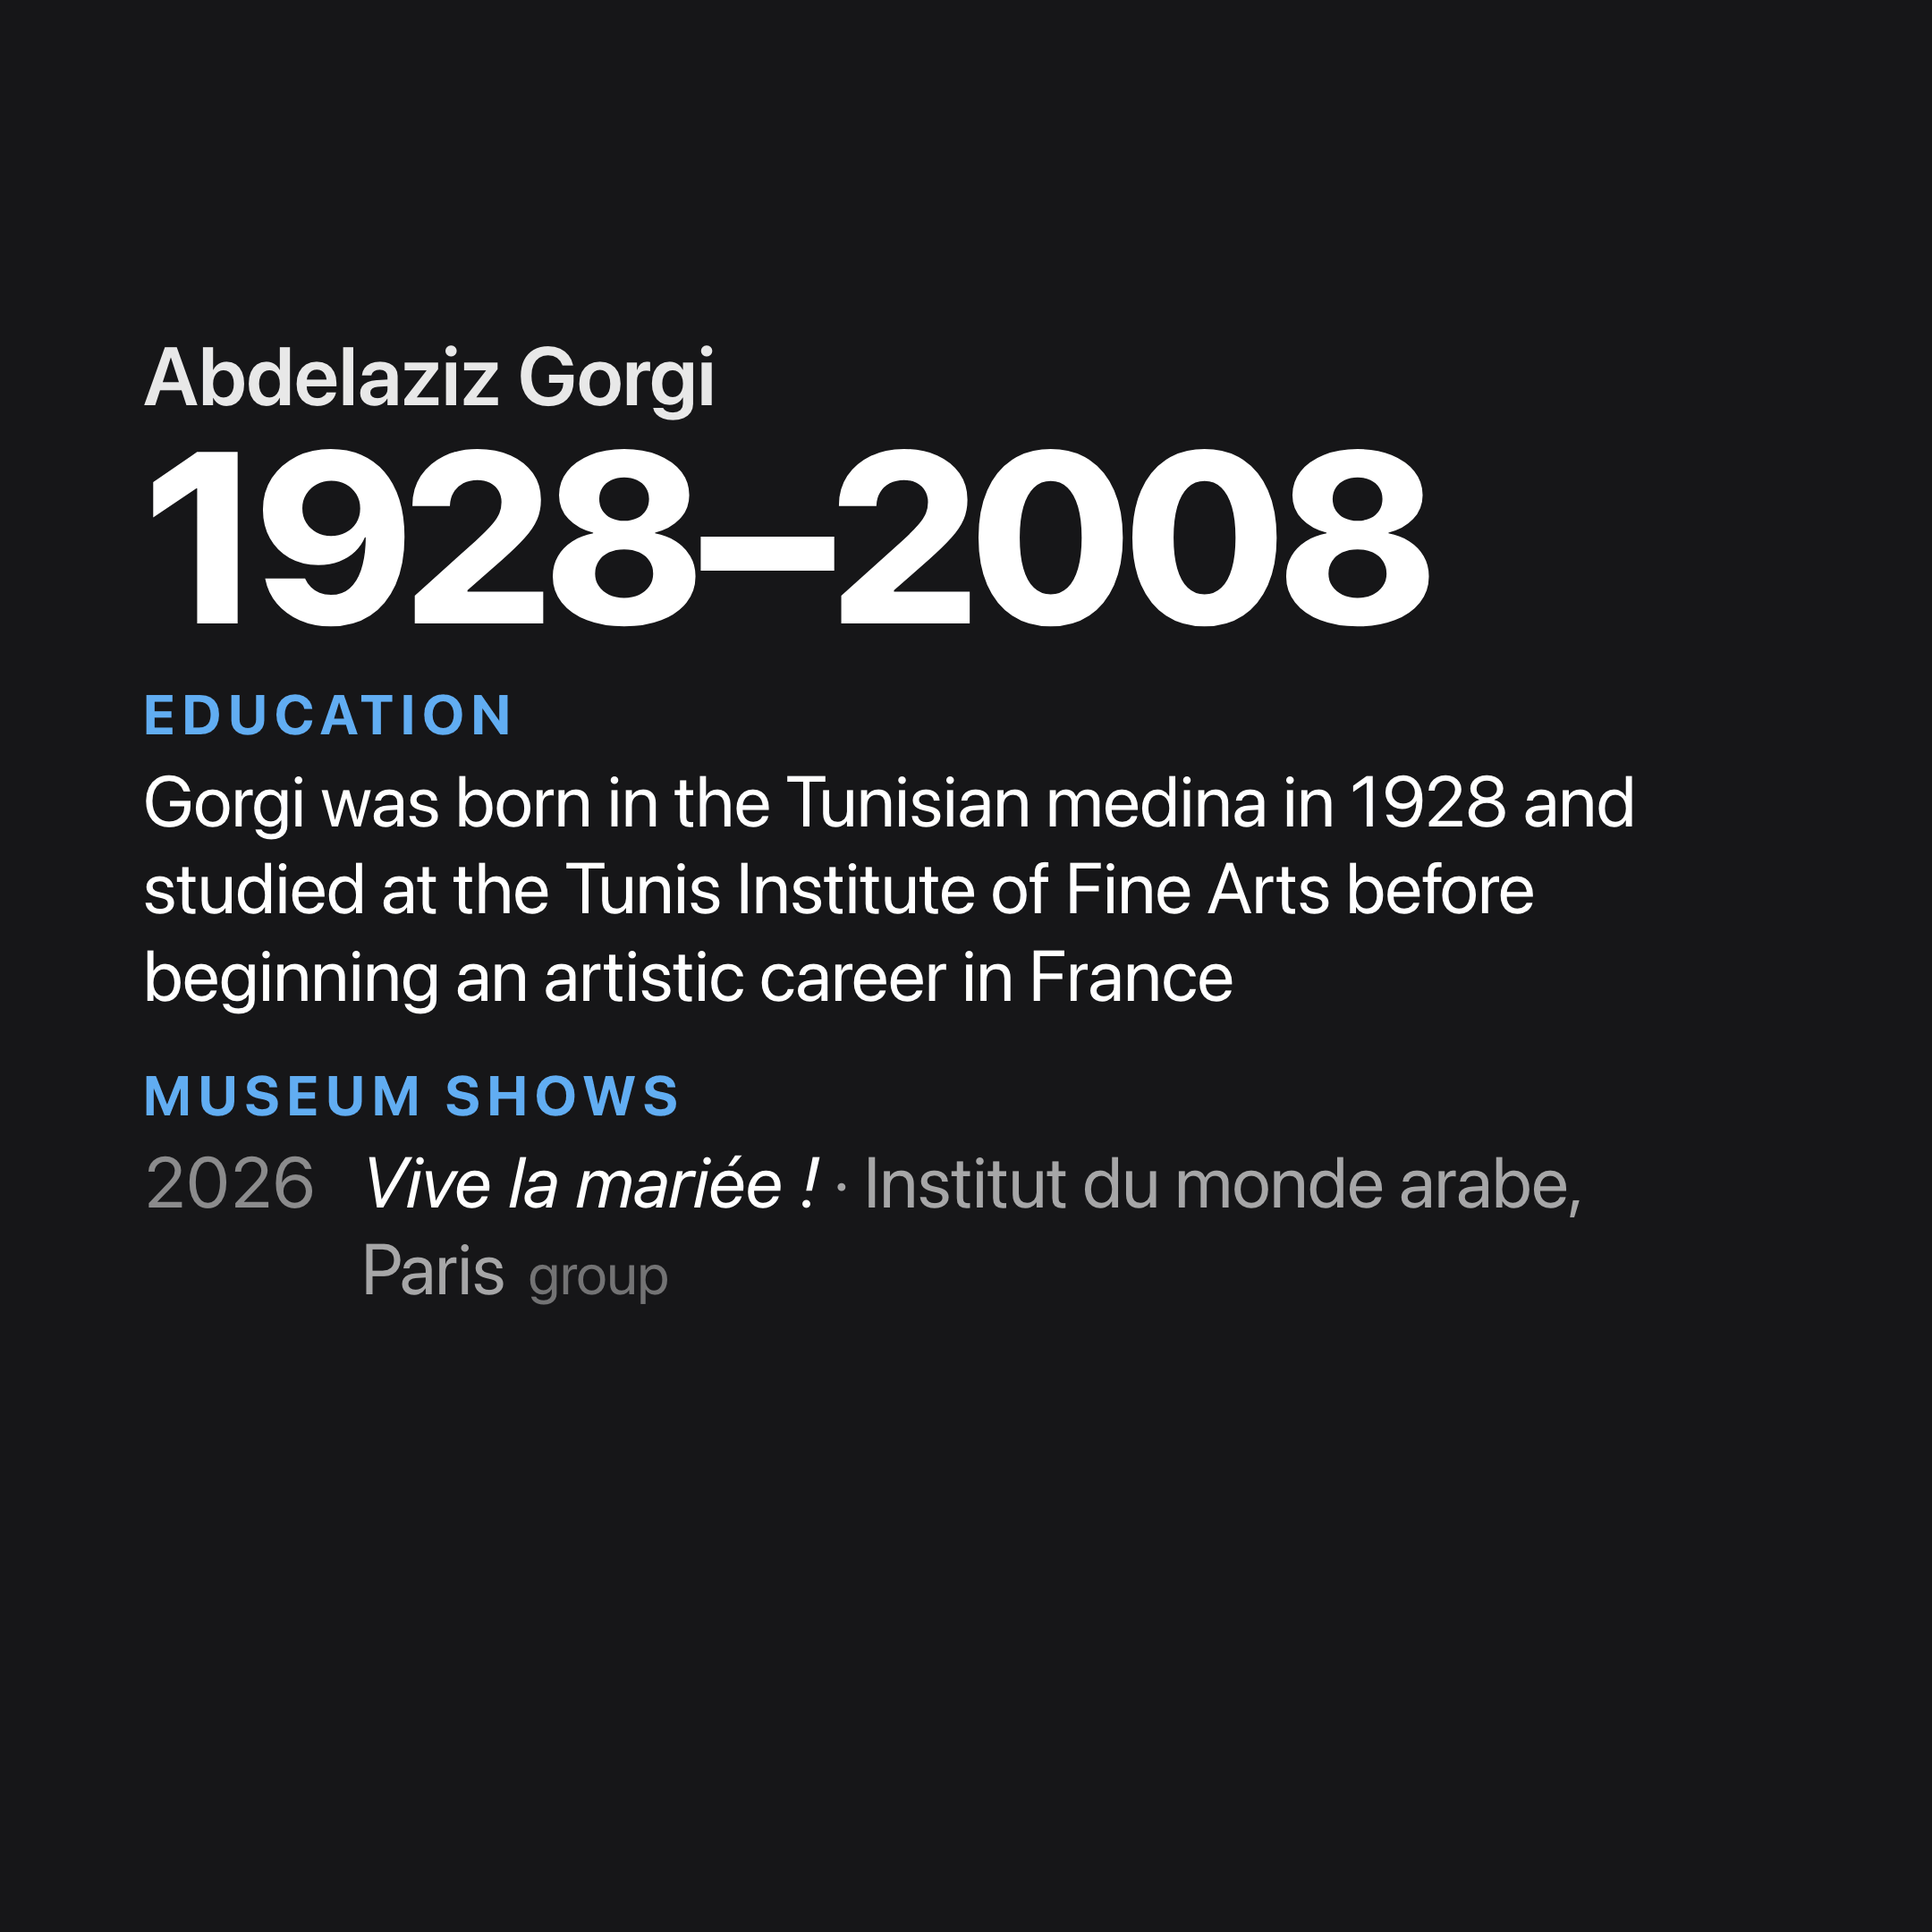 Abdelaziz Gorgi
1928–2008
EDUCATION
Gorgi was born in the Tunisian medina in 1928 and
studied at the Tunis Institute of Fine Arts before
beginning an artistic career in France
MUSEUM SHOWS
2026 Vive la mariée ! · Institut du monde arabe,
Paris group